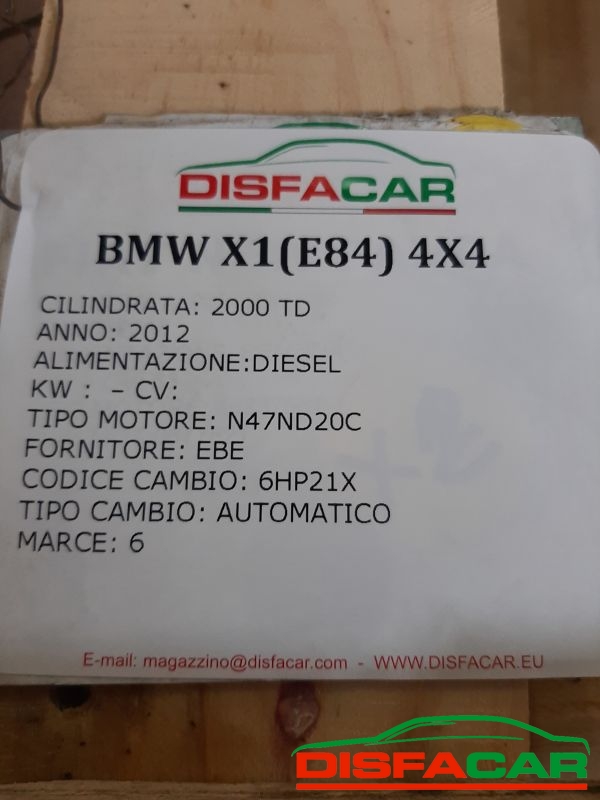 DISFACAR
BMW X1(E84) 4X4
CILINDRATA: 2000 TD
ANNO: 2012
ALIMENTAZIONE:DIESEL
KW : – CV:
TIPO MOTORE: N47ND20C
FORNITORE: EBE
CODICE CAMBIO: 6HP21X
TIPO CAMBIO: AUTOMATICO
MARCE: 6
E-mail: magazzino@disfacar.com - WWW.DISFACAR.EU
DISFACAR